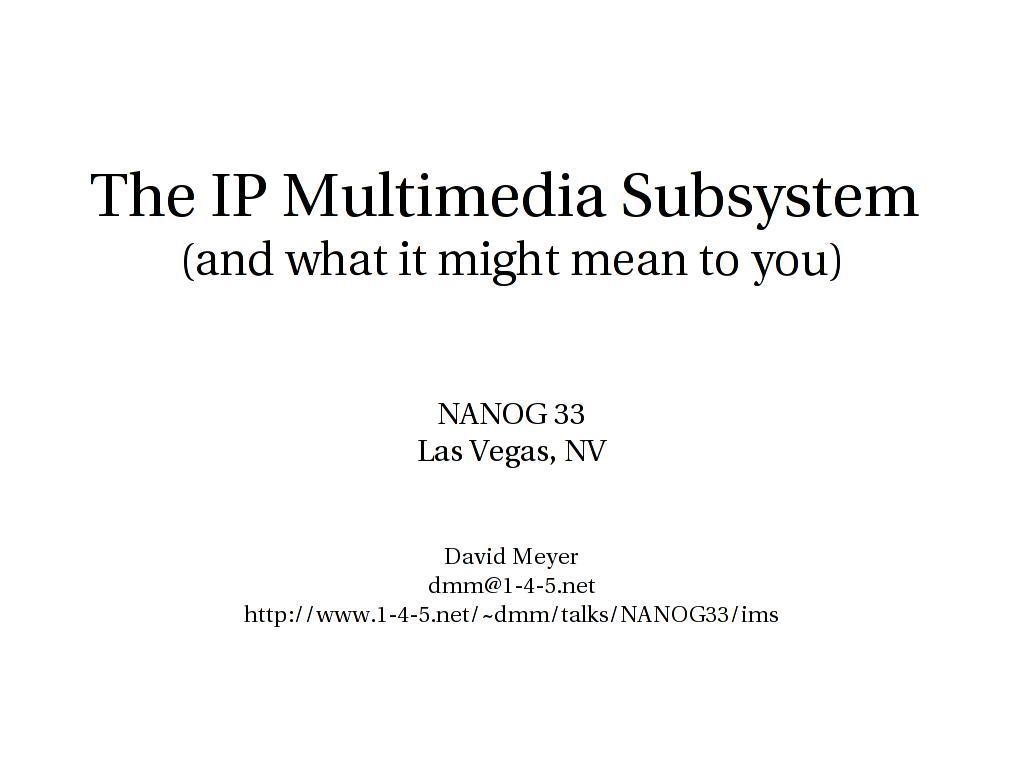 The IP Multimedia Subsystem
(and what it might mean to you)
NANOG 33
Las Vegas, NV
David Meyer
dmm@1-4-5.net
http://www.1-4-5.net/~dmm/talks/NANOG33/ims